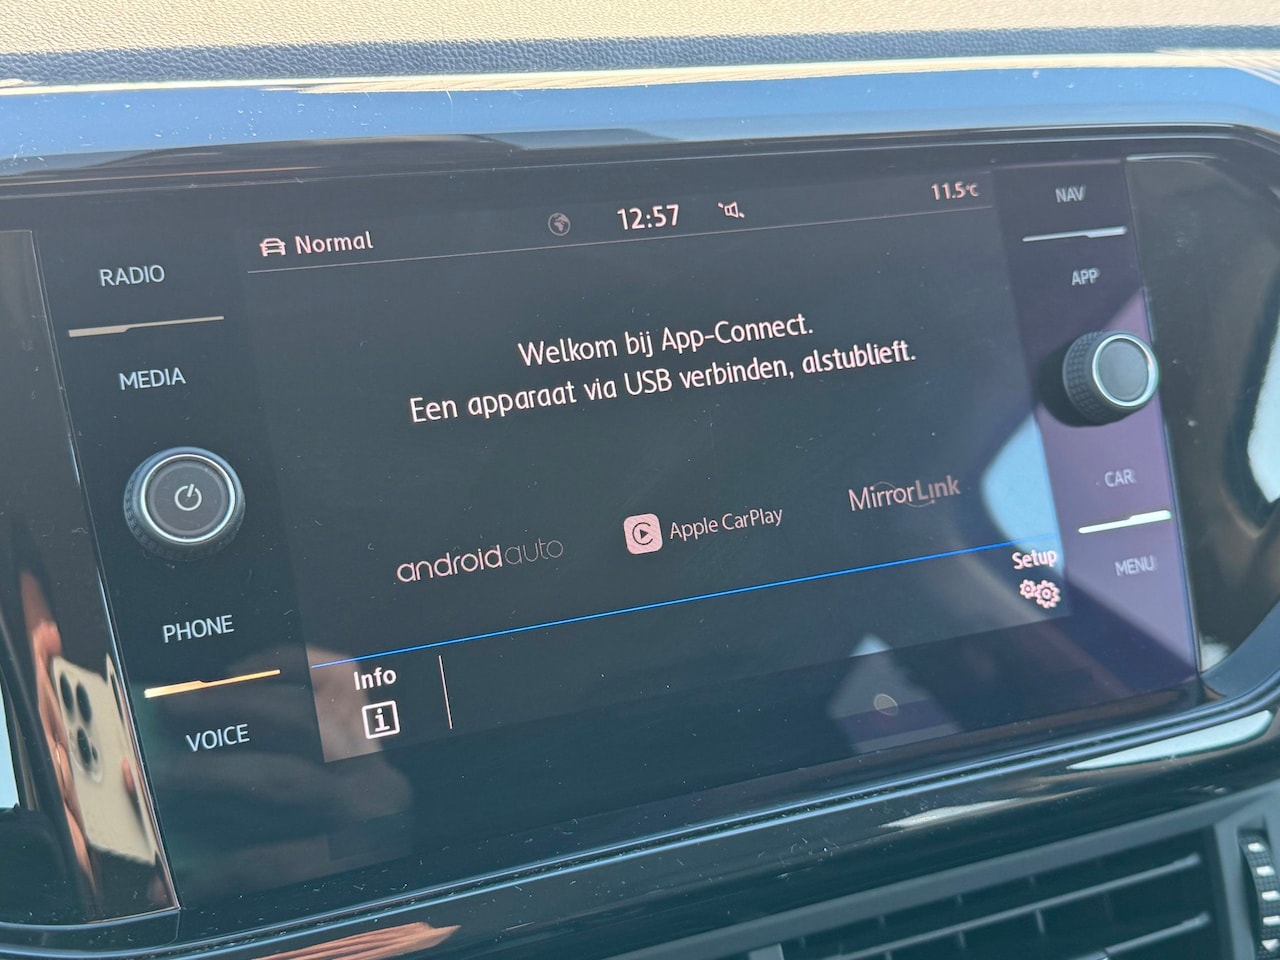 Normal
12:57
11.5°C
NAV
RADIO
APP
MEDIA
Welkom bij App-Connect.
Een apparaat via USB verbinden, alstublieft.
androidauto
Apple CarPlay
MirrorLink
CAR
Setup
MENU
PHONE
Info
i
VOICE